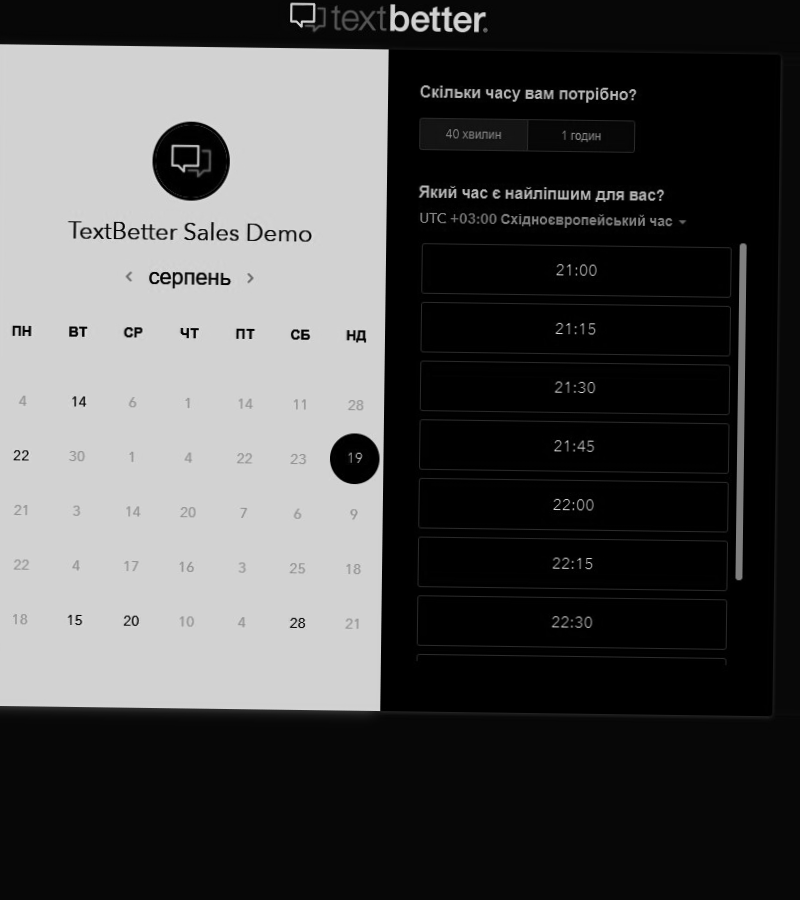 textbetter.
TextBetter Sales Demo
серпень
ПН ВТ СР ЧТ ПТ СБ НД
4 14 6 1 14 11 28
22 30 1 4 22 23 19
21 3 14 20 7 6 9
22 4 17 16 3 25 18
18 15 20 10 4 28 21
Скільки часу вам потрібно?
40 хвилин 1 годин
Який час є найліпшим для вас?
UTC +03:00 Східноєвропейський час
21:00
21:15
21:30
21:45
22:00
22:15
22:30